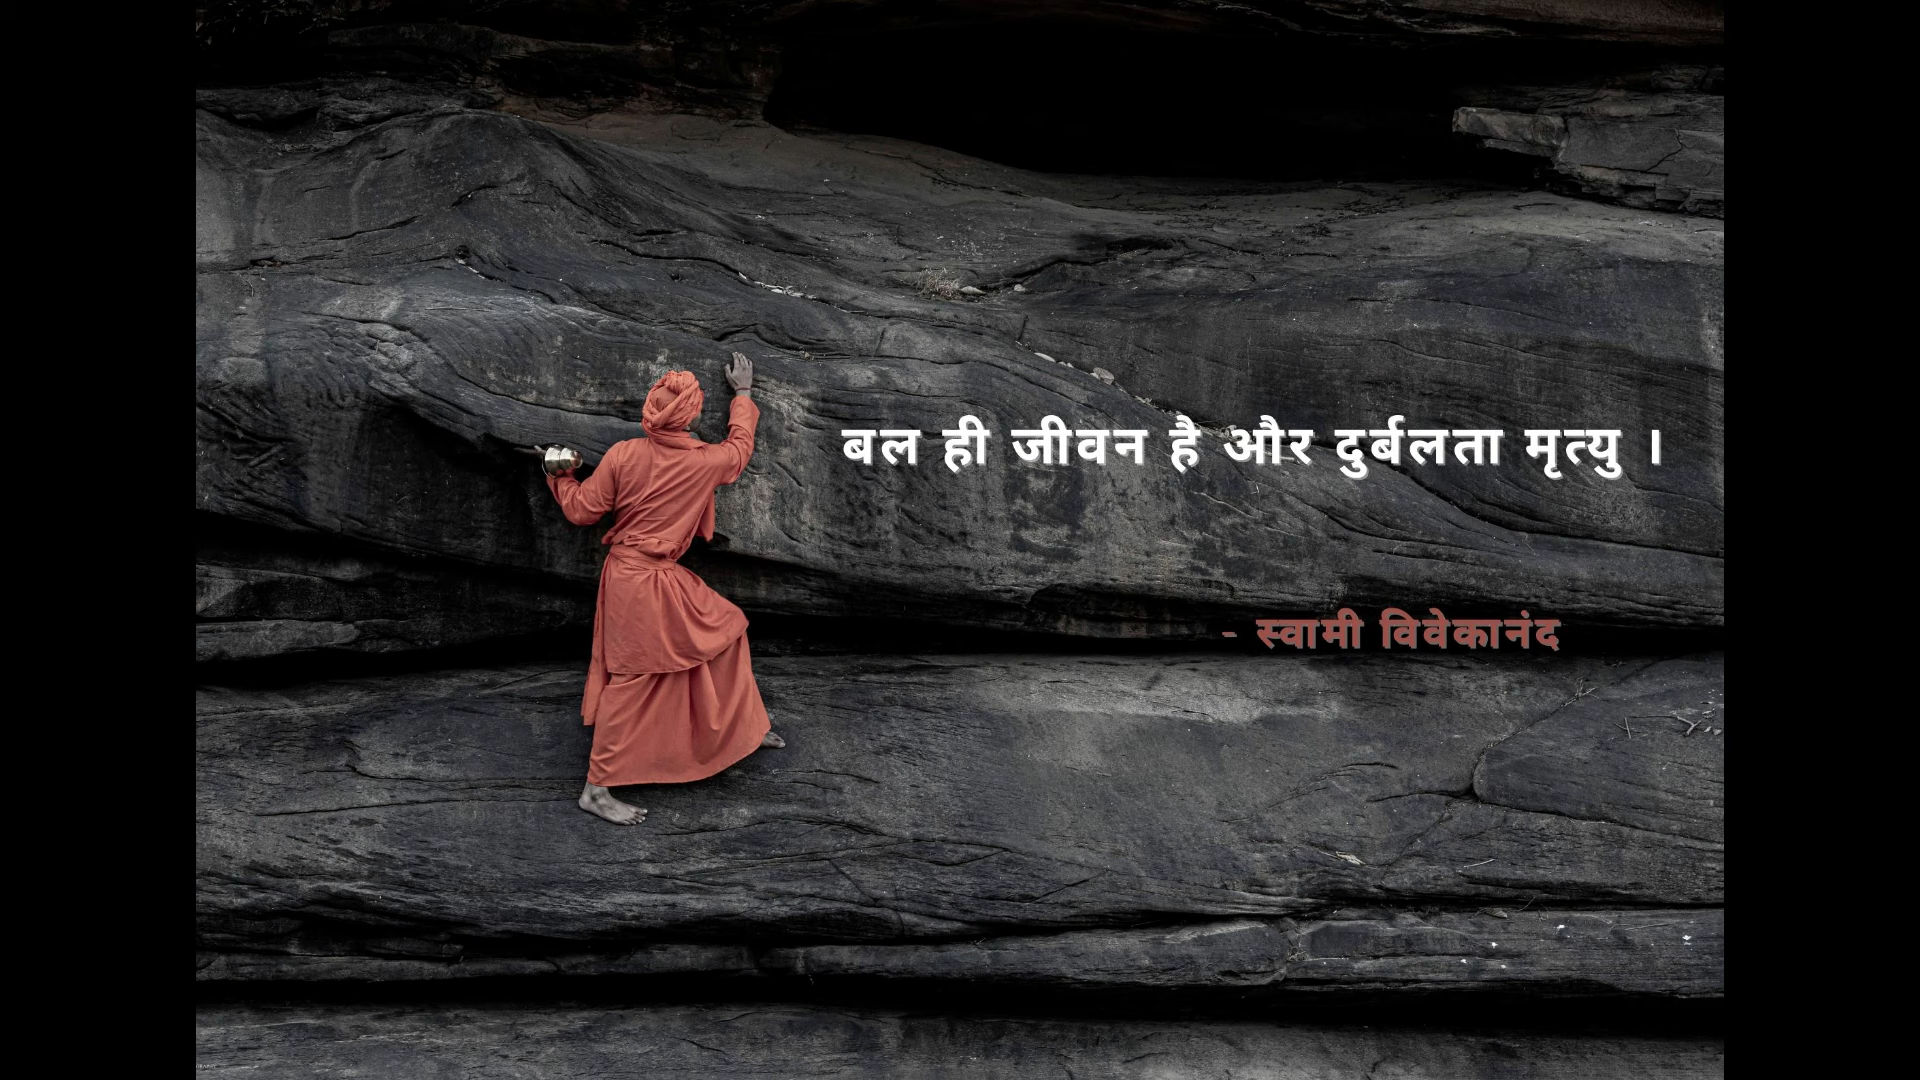 बल ही जीवन है और दुर्बलता मृत्यु ।
- स्वामी विवेकानंद